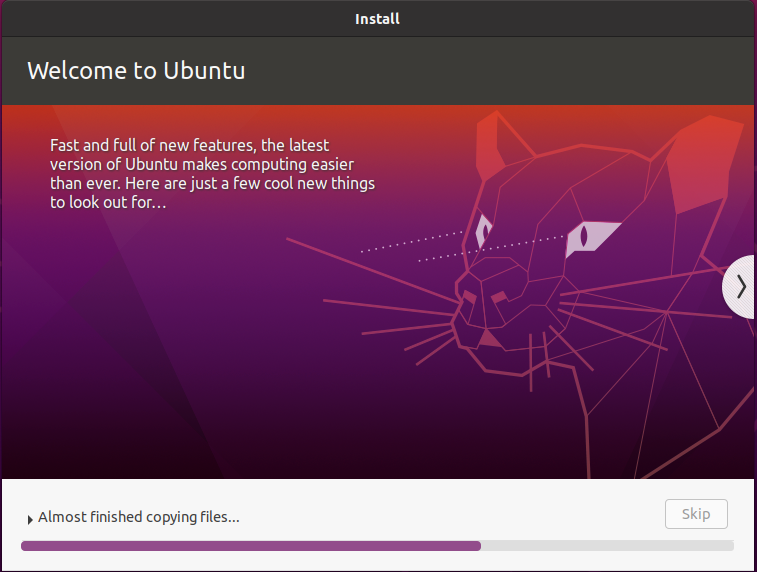 Install
Welcome to Ubuntu
Fast and full of new features, the latest
version of Ubuntu makes computing easier
than ever. Here are just a few cool new things
to look out for...
Almost finished copying files...
Skip